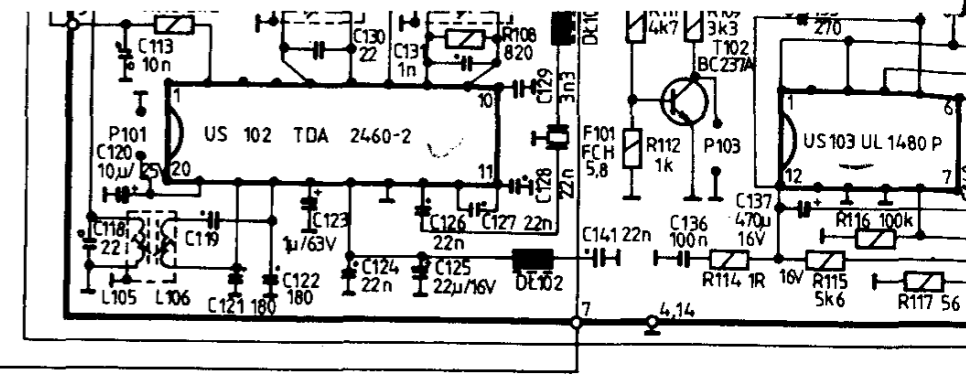 C113
10n
C130
22
C131
1n
R108
820
4k7
3k3
T102
BC237A
270
C129
3n3
1
10
US 102 TDA 2460-2
P101
C120
10µ/25V
20
11
F101
FCH
5,8
R112
1k
P103
1
6
US103 UL 1480 P
12
7
C128
22n
C118
22
C119
C123
1µ/63V
C126
22n
C127 22n
C137
470µ
16V
R116 100k
C141 22n
C136
100n
C124
22n
C125
22µ/16V
DŁ102
R114 1R
16V
R115
5k6
R117 56
L105
L106
C121 180
C122
180
7
4,14